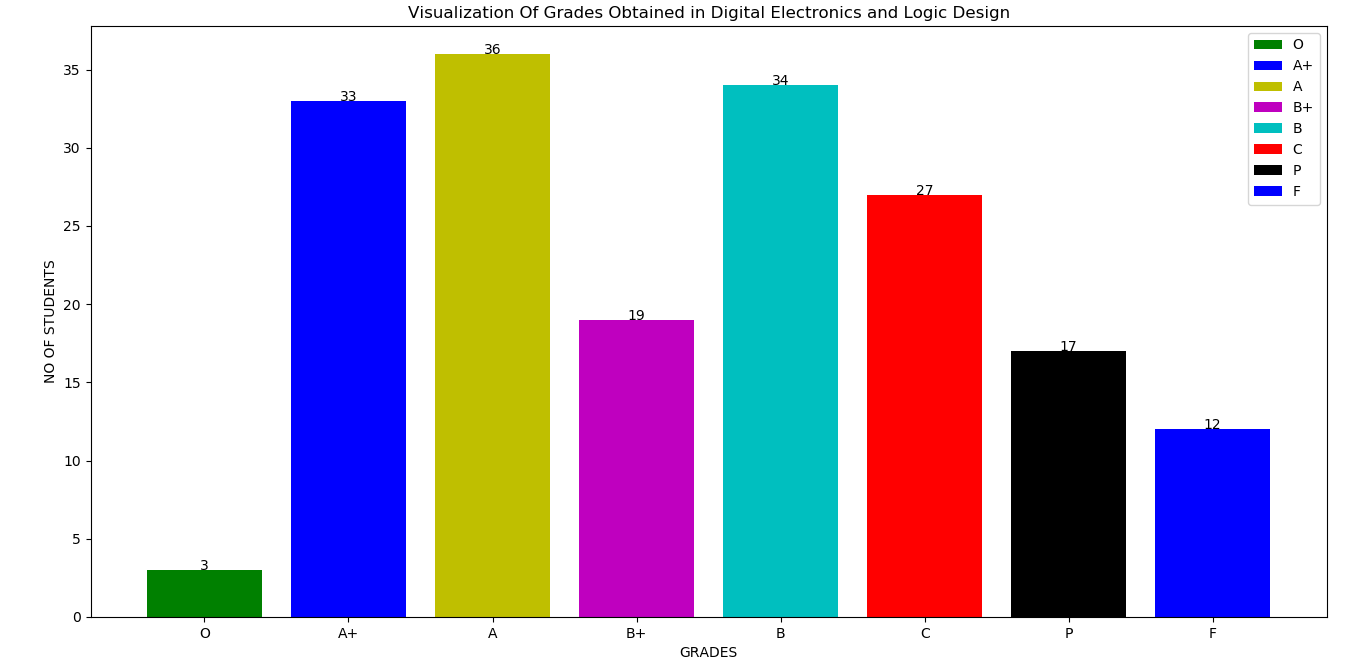 Visualization Of Grades Obtained in Digital Electronics and Logic Design
NO OF STUDENTS
35
30
25
20
15
10
5
0
3
33
36
19
34
27
17
12
O
A+
A
B+
B
C
P
F
O A+ A B+ B C P F
GRADES